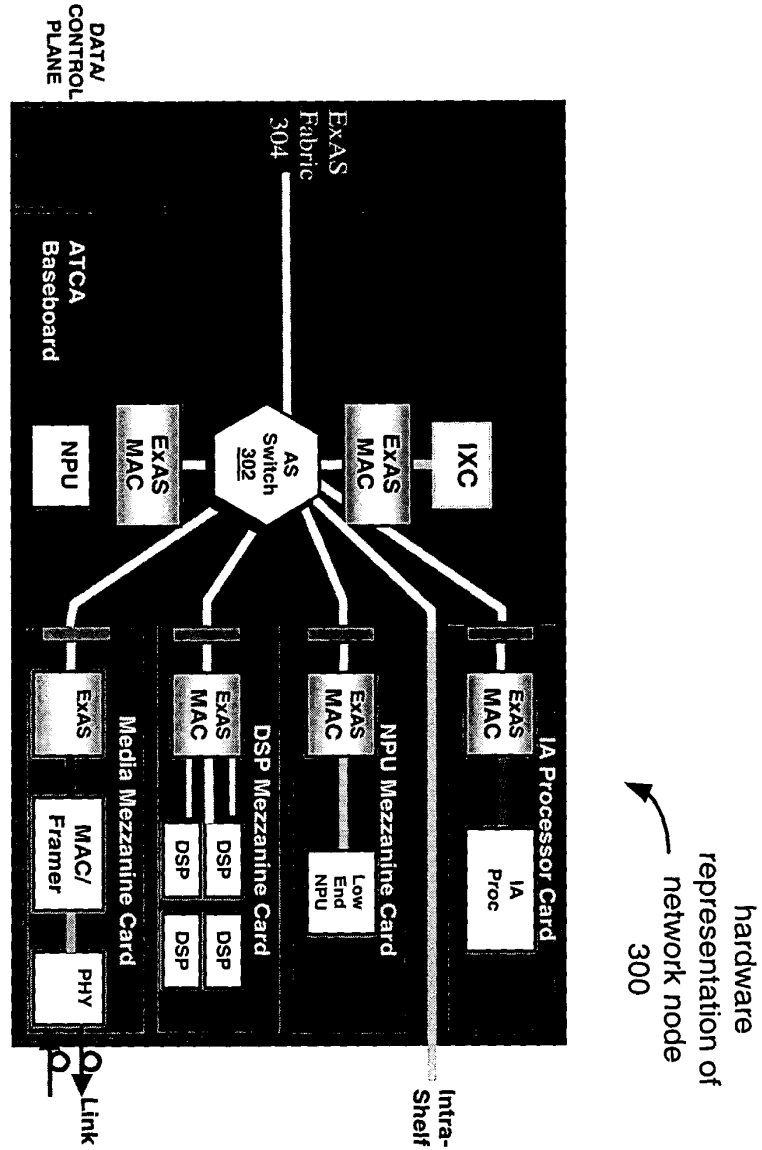 hardware
representation of
network node
300
DATA/
CONTROL
PLANE
ExAS
Fabric
304
ATCA
Baseboard
IXC
ExAS
MAC
AS
Switch
302
ExAS
MAC
NPU
IA Processor Card
ExAS
MAC
IA
Proc
Intra-
Shelf
NPU Mezzanine Card
ExAS
MAC
Low
End
NPU
DSP Mezzanine Card
ExAS
MAC
DSP
DSP
DSP
DSP
Media Mezzanine Card
ExAS
MAC/
Framer
PHY
Link